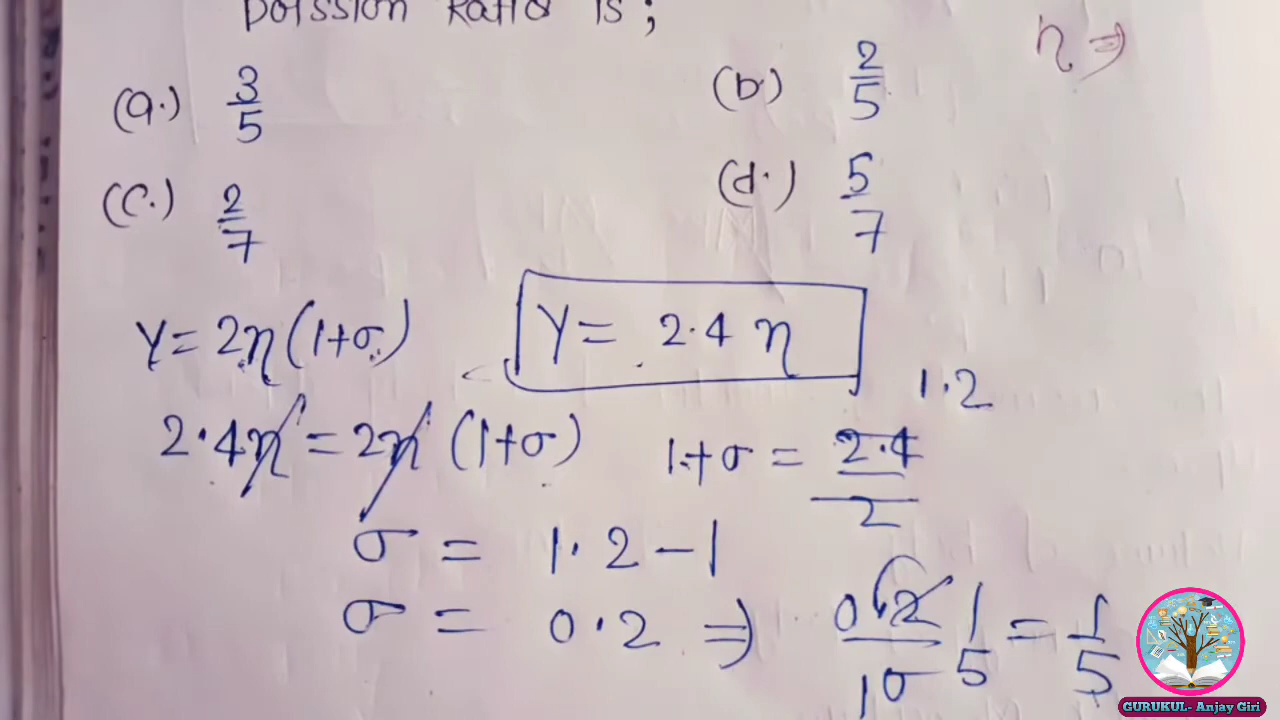 poission Ratio is;
η ⇒
(a.) 3/5 (b.) 2/5
(c.) 2/7 (d.) 5/7
Y = 2η(1+σ) Y = 2.4 η
1.2
2.4η = 2η (1+σ) 1+σ = 2.4/2
σ = 1.2 - 1
σ = 0.2 ⇒ 02/10 1/5 = 1/5
GURUKUL- Anjay Giri